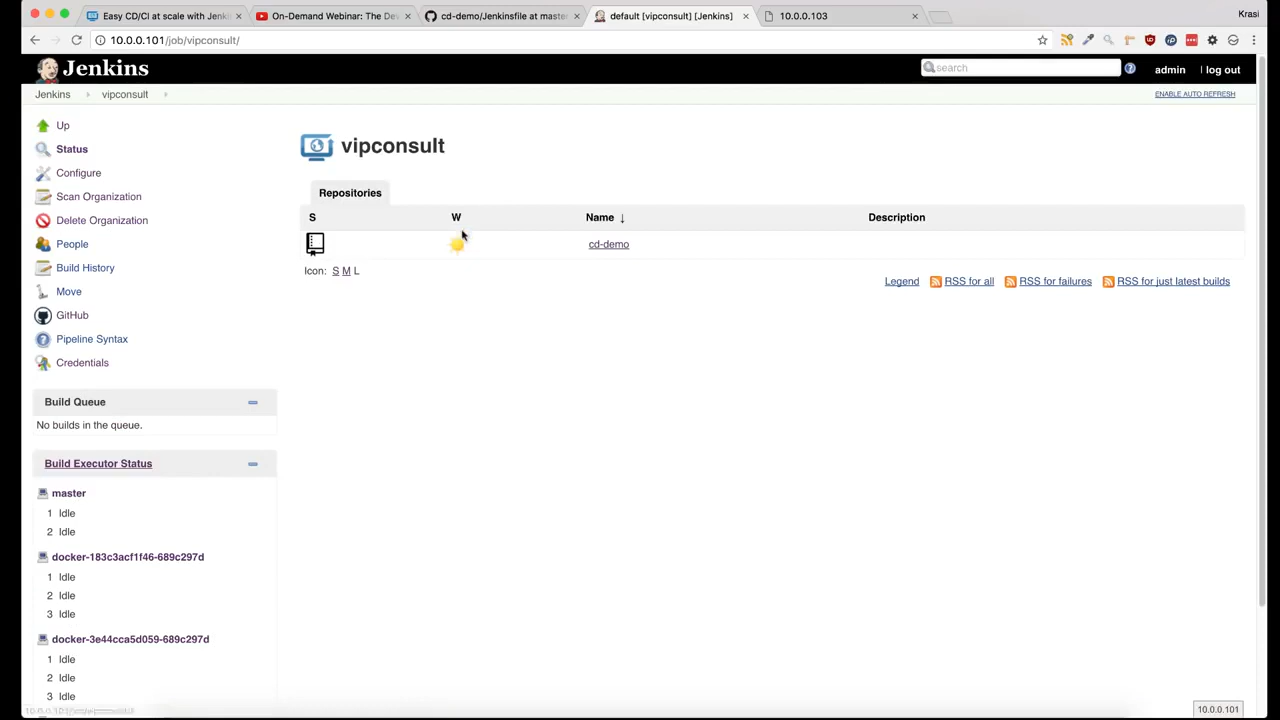 Easy CD/CI at scale with Jenk
On-Demand Webinar: The De
cd-demo/Jenkinsfile at master
default [vipconsult] [Jenkins]
10.0.0.103
Krasi
10.0.0.101/job/vipconsult/
Jenkins
search
admin
log out
Jenkins
vipconsult
ENABLE AUTO REFRESH
Up
Status
Configure
Scan Organization
Delete Organization
People
Build History
Move
GitHub
Pipeline Syntax
Credentials
vipconsult
Repositories
S W Name ↓ Description
cd-demo
Icon: S M L
Legend RSS for all RSS for failures RSS for just latest builds
Build Queue
No builds in the queue.
Build Executor Status
master
1 Idle
2 Idle
docker-183c3acf1f46-689c297d
1 Idle
2 Idle
3 Idle
docker-3e44cca5d059-689c297d
1 Idle
2 Idle
3 Idle
10.0.0.101